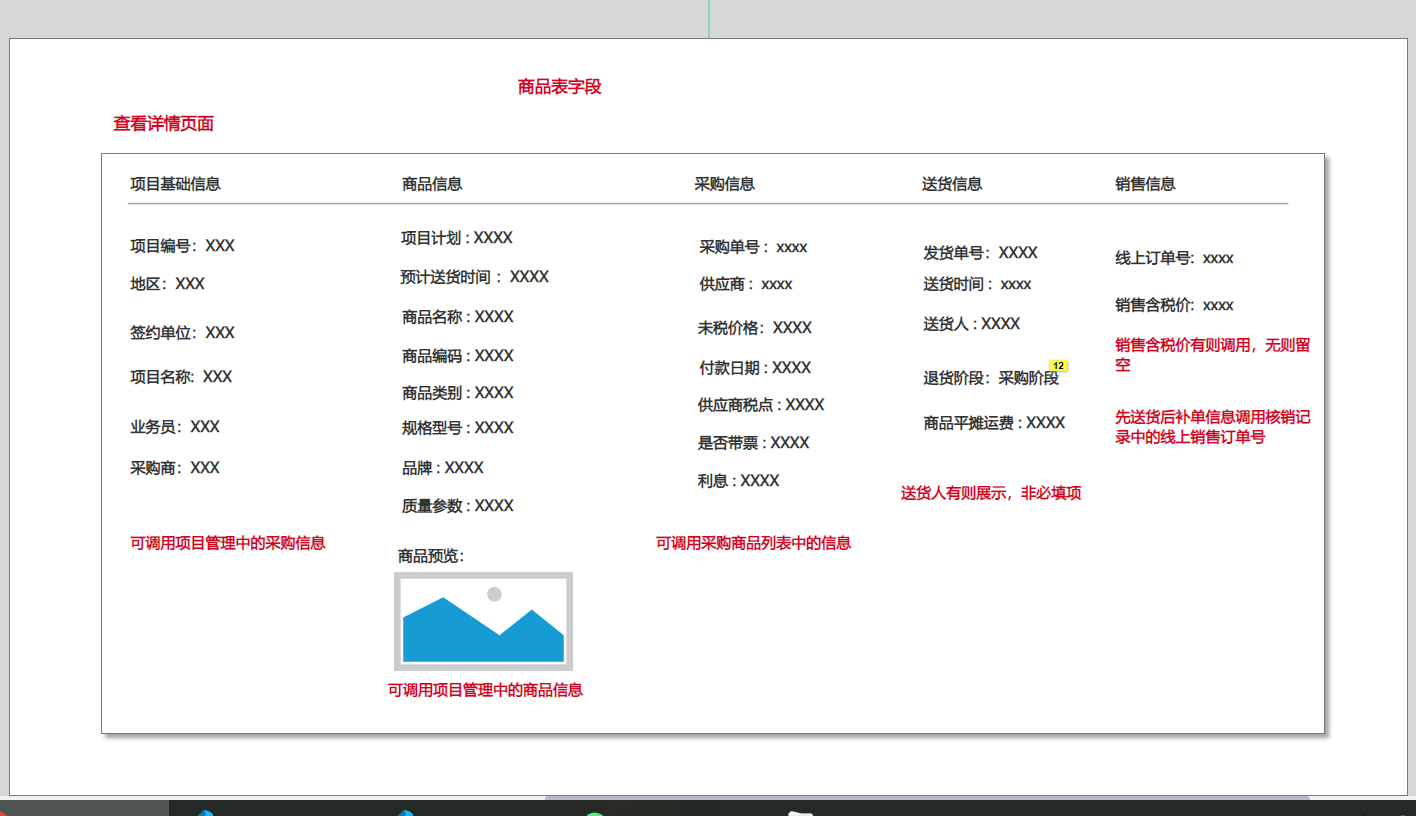 商品表字段
查看详情页面
项目基础信息
商品信息
采购信息
送货信息
销售信息
项目编号：XXX
地区：XXX
签约单位：XXX
项目名称：XXX
业务员：XXX
采购商：XXX
可调用项目管理中的采购信息
项目计划 : XXXX
预计送货时间 ：XXXX
商品名称 : XXXX
商品编码 : XXXX
商品类别 : XXXX
规格型号 : XXXX
品牌 : XXXX
质量参数 : XXXX
商品预览：
可调用项目管理中的商品信息
采购单号 ：xxxx
供应商 ：xxxx
未税价格：XXXX
付款日期 : XXXX
供应商税点 : XXXX
是否带票 : XXXX
利息 : XXXX
可调用采购商品列表中的信息
发货单号：XXXX
送货时间 ：xxxx
送货人 : XXXX
退货阶段：采购阶段
12
商品平摊运费 : XXXX
送货人有则展示，非必填项
线上订单号：xxxx
销售含税价：xxxx
销售含税价有则调用，无则留
空
先送货后补单信息调用核销记
录中的线上销售订单号